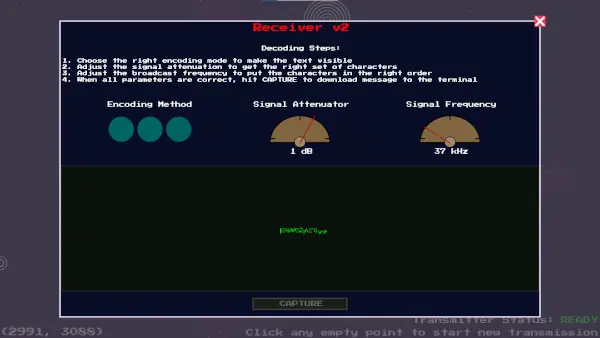 Receiver v2
Decoding Steps:
1. Choose the right encoding mode to make the text visible
2. Adjust the signal attenuation to get the right set of characters
3. Adjust the broadcast frequency to put the characters in the right order
4. When all parameters are correct, hit CAPTURE to download message to the terminal
Encoding Method
Signal Attenuator
Signal Frequency
1 dB
37 kHz
CAPTURE
Transmitter Status: READY
(2991, 3088)
Click any empty point to start new transmission